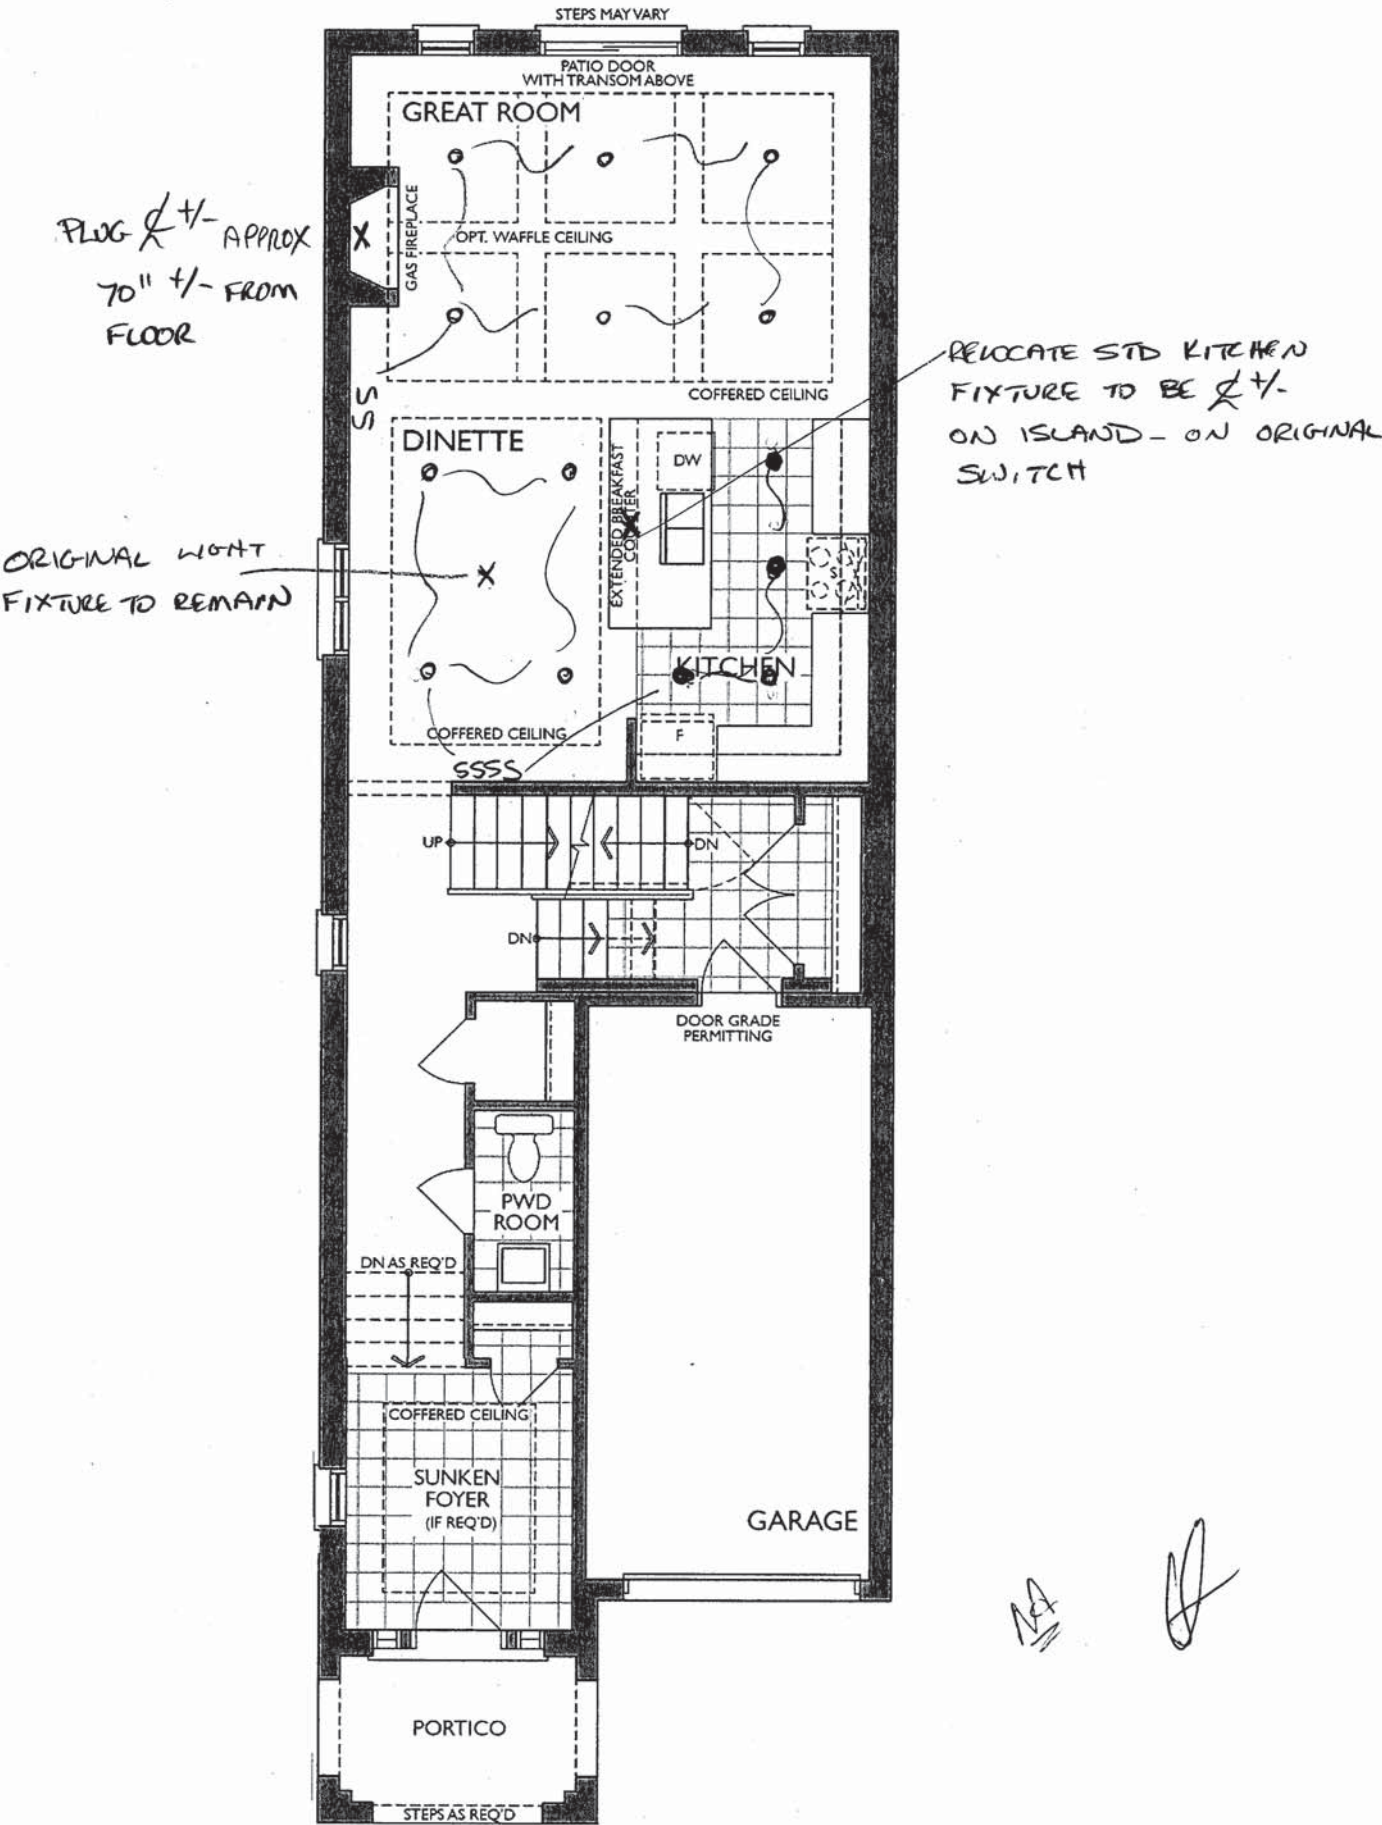 STEPS MAY VARY
PATIO DOOR
WITH TRANSOM ABOVE
GREAT ROOM
GAS FIREPLACE
OPT. WAFFLE CEILING
PLUG ℄ +/- APPROX
70" +/- FROM
FLOOR
SS
COFFERED CEILING
RELOCATE STD KITCHEN
FIXTURE TO BE ℄ +/-
ON ISLAND - ON ORIGINAL
SWITCH
DINETTE
EXTENDED BREAKFAST
COUNTER
DW
S
ORIGINAL LIGHT
FIXTURE TO REMAIN
KITCHEN
COFFERED CEILING
F
SSSS
UP
DN
DN
DOOR GRADE
PERMITTING
PWD
ROOM
DN AS REQ'D
COFFERED CEILING
SUNKEN
FOYER
(IF REQ'D)
GARAGE
PORTICO
STEPS AS REQ'D